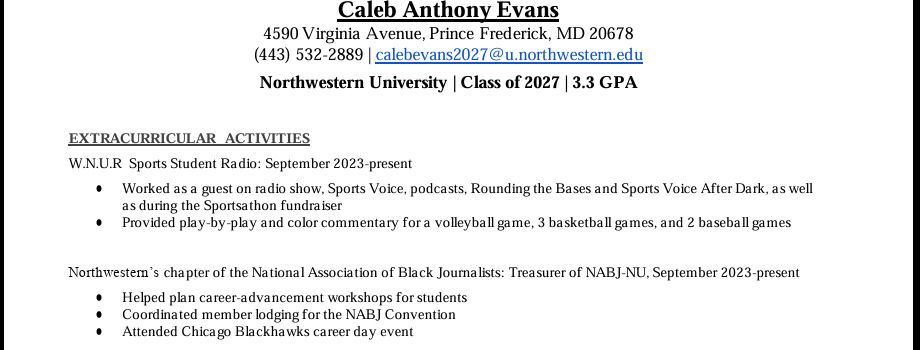 Caleb Anthony Evans
4590 Virginia Avenue, Prince Frederick, MD 20678
(443) 532-2889 | calebevans2027@u.northwestern.edu
Northwestern University | Class of 2027 | 3.3 GPA
EXTRACURRICULAR ACTIVITIES
W.N.U.R Sports Student Radio: September 2023-present
• Worked as a guest on radio show, Sports Voice, podcasts, Rounding the Bases and Sports Voice After Dark, as well
as during the Sportsathon fundraiser
• Provided play-by-play and color commentary for a volleyball game, 3 basketball games, and 2 baseball games
Northwestern's chapter of the National Association of Black Journalists: Treasurer of NABJ-NU, September 2023-present
• Helped plan career-advancement workshops for students
• Coordinated member lodging for the NABJ Convention
• Attended Chicago Blackhawks career day event